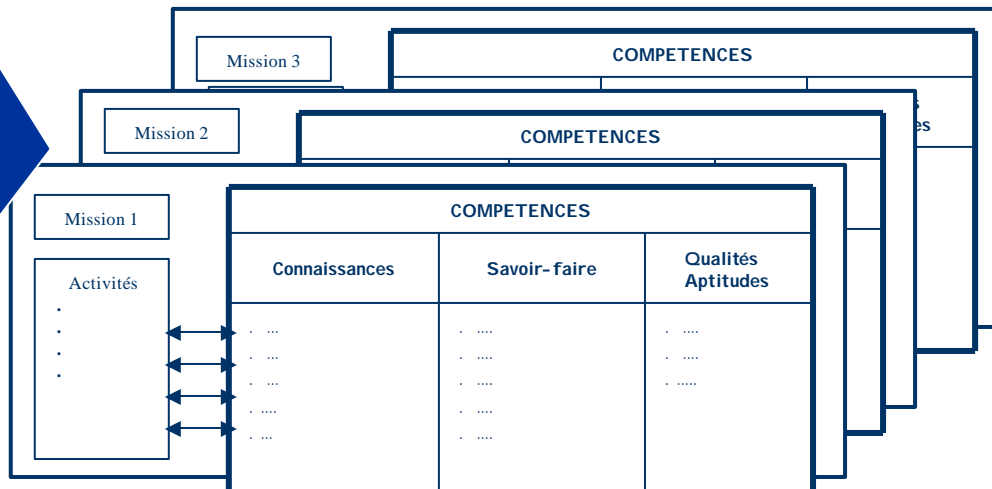 Mission 3
COMPETENCES
Mission 2
COMPETENCES
Mission 1
COMPETENCES
Connaissances
Savoir-faire
Qualités
Aptitudes
Activités
.
.
.
.
. ...
. ...
. ...
. ....
. ...
. ....
. ....
. ....
. ....
. ....
. ....
. ....
. .....